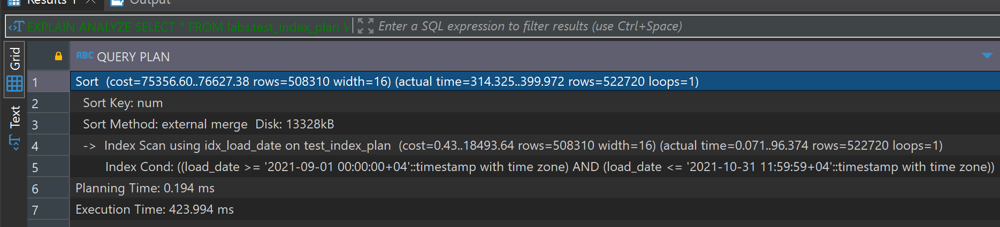 Results 1
Output
EXPLAIN ANALYZE SELECT * FROM labs.test_index_plan Enter a SQL expression to filter results (use Ctrl+Space)
Grid
Text
ABC QUERY PLAN
1 Sort (cost=75356.60..76627.38 rows=508310 width=16) (actual time=314.325..399.972 rows=522720 loops=1)
2 Sort Key: num
3 Sort Method: external merge Disk: 13328kB
4 -> Index Scan using idx_load_date on test_index_plan (cost=0.43..18493.64 rows=508310 width=16) (actual time=0.071..96.374 rows=522720 loops=1)
5 Index Cond: ((load_date >= '2021-09-01 00:00:00+04'::timestamp with time zone) AND (load_date <= '2021-10-31 11:59:59+04'::timestamp with time zone))
6 Planning Time: 0.194 ms
7 Execution Time: 423.994 ms